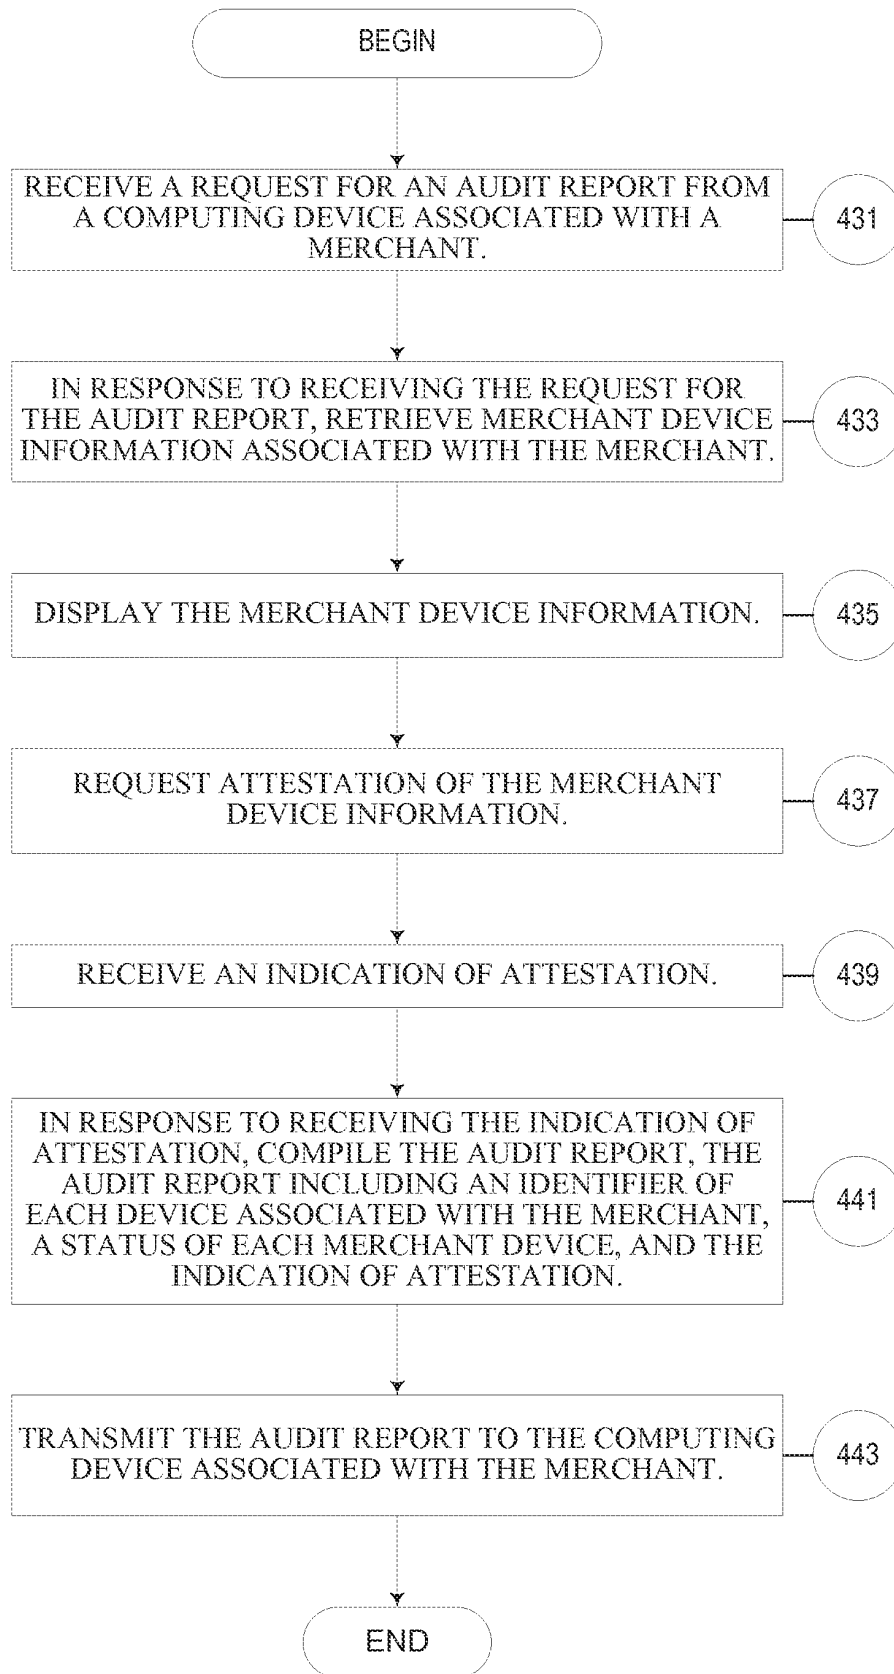 BEGIN
RECEIVE A REQUEST FOR AN AUDIT REPORT FROM
A COMPUTING DEVICE ASSOCIATED WITH A
MERCHANT.
431
IN RESPONSE TO RECEIVING THE REQUEST FOR
THE AUDIT REPORT, RETRIEVE MERCHANT DEVICE
INFORMATION ASSOCIATED WITH THE MERCHANT.
433
DISPLAY THE MERCHANT DEVICE INFORMATION.
435
REQUEST ATTESTATION OF THE MERCHANT
DEVICE INFORMATION.
437
RECEIVE AN INDICATION OF ATTESTATION.
439
IN RESPONSE TO RECEIVING THE INDICATION OF
ATTESTATION, COMPILE THE AUDIT REPORT, THE
AUDIT REPORT INCLUDING AN IDENTIFIER OF
EACH DEVICE ASSOCIATED WITH THE MERCHANT,
A STATUS OF EACH MERCHANT DEVICE, AND THE
INDICATION OF ATTESTATION.
441
TRANSMIT THE AUDIT REPORT TO THE COMPUTING
DEVICE ASSOCIATED WITH THE MERCHANT.
443
END